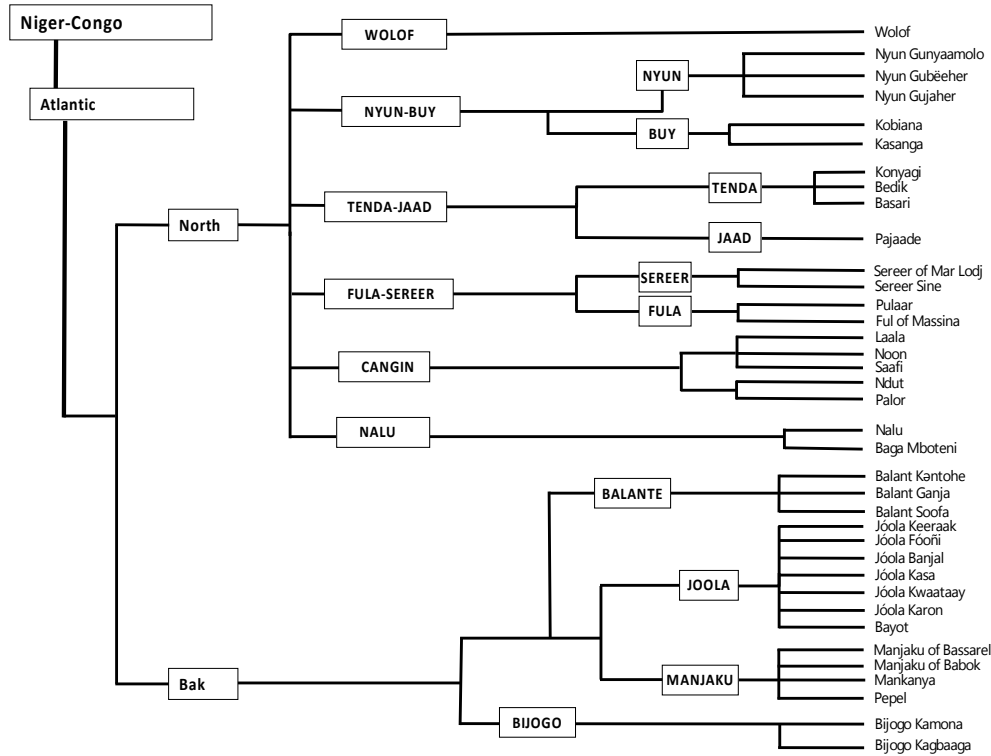 Niger-Congo
Atlantic
North
WOLOF
Wolof
NYUN-BUY
NYUN
Nyun Gunyaamolo
Nyun Gubëeher
Nyun Gujaher
BUY
Kobiana
Kasanga
TENDA-JAAD
TENDA
Konyagi
Bedik
Basari
JAAD
Pajaade
FULA-SEREER
SEREER
Sereer of Mar Lodj
Sereer Sine
FULA
Pulaar
Ful of Massina
CANGIN
Laala
Noon
Saafi
Ndut
Palor
NALU
Nalu
Baga Mboteni
Bak
BALANTE
Balant Kəntohe
Balant Ganja
Balant Soofa
JOOLA
Jóola Keeraak
Jóola Fóoñi
Jóola Banjal
Jóola Kasa
Jóola Kwaataay
Jóola Karon
Bayot
MANJAKU
Manjaku of Bassarel
Manjaku of Babok
Mankanya
Pepel
BIJOGO
Bijogo Kamona
Bijogo Kagbaaga